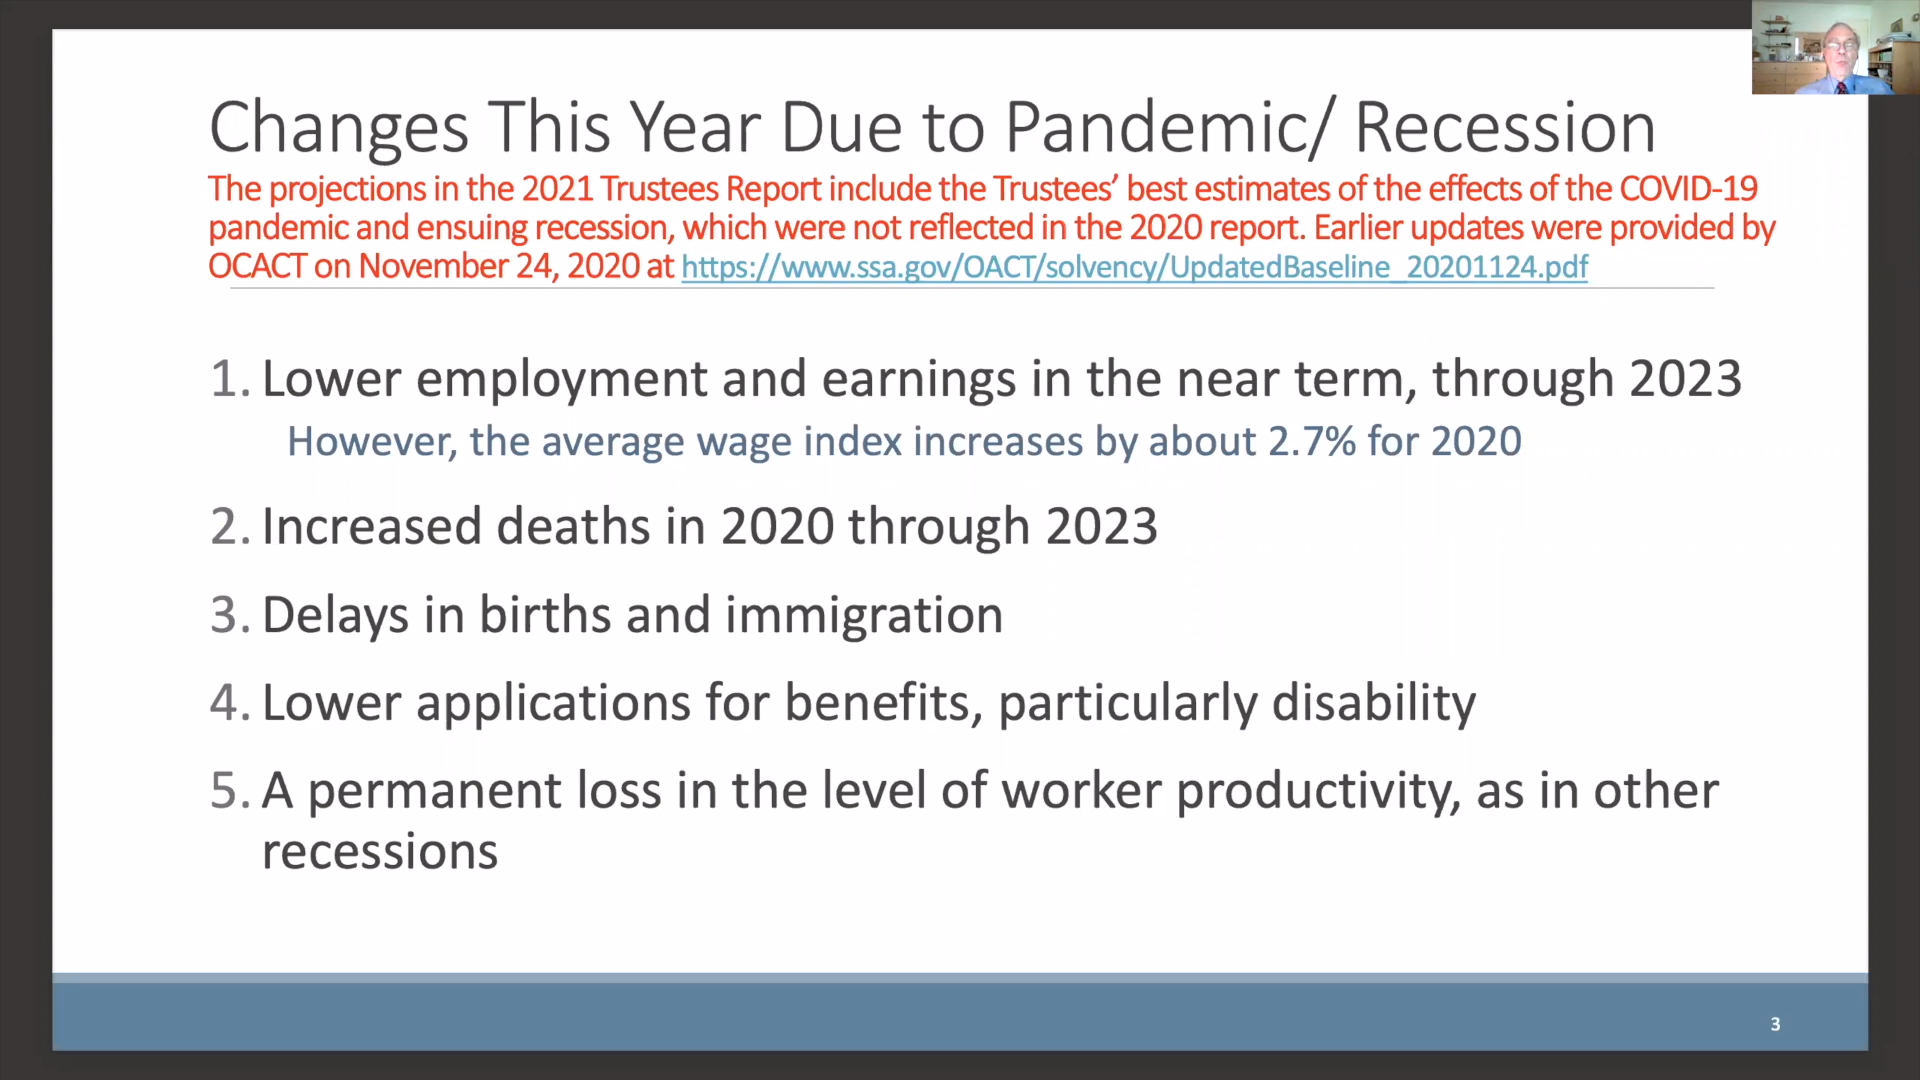 Changes This Year Due to Pandemic/ Recession
The projections in the 2021 Trustees Report include the Trustees’ best estimates of the effects of the COVID-19
pandemic and ensuing recession, which were not reflected in the 2020 report. Earlier updates were provided by
OCACT on November 24, 2020 at https://www.ssa.gov/OACT/solvency/UpdatedBaseline_20201124.pdf
1. Lower employment and earnings in the near term, through 2023
However, the average wage index increases by about 2.7% for 2020
2. Increased deaths in 2020 through 2023
3. Delays in births and immigration
4. Lower applications for benefits, particularly disability
5. A permanent loss in the level of worker productivity, as in other
recessions
3